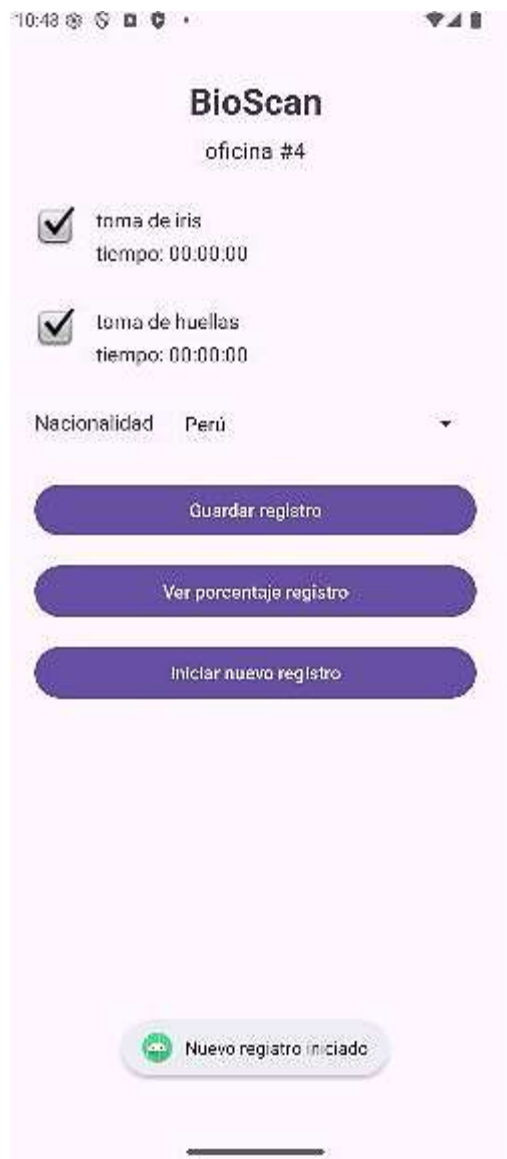 10:43
BioScan
oficina #4
toma de iris
tiempo: 00:00:00
toma de huellas
tiempo: 00:00:00
Nacionalidad Perú
Guardar registro
Ver porcentaje registro
Iniciar nuevo registro
Nuevo registro iniciado